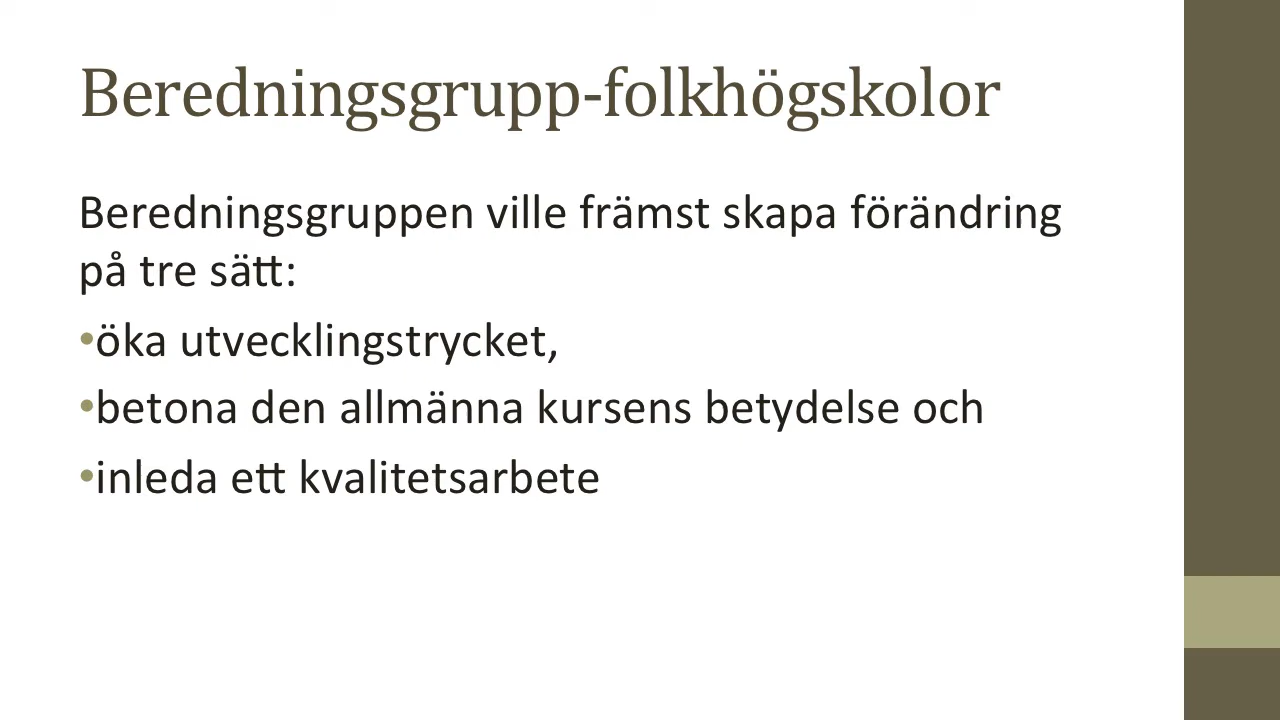 Beredningsgrupp-folkhögskolor
Beredningsgruppen ville främst skapa förändring
på tre sätt:
•öka utvecklingstrycket,
•betona den allmänna kursens betydelse och
•inleda ett kvalitetsarbete